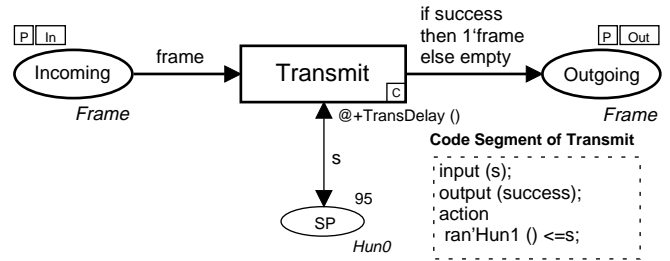 if success
then 1‘frame
else empty
P In
P Out
frame
Incoming
Transmit
Outgoing
C
Frame
Frame
@+TransDelay ()
Code Segment of Transmit
s
input (s);
output (success);
action
ran’Hun1 () <=s;
95
SP
Hun0